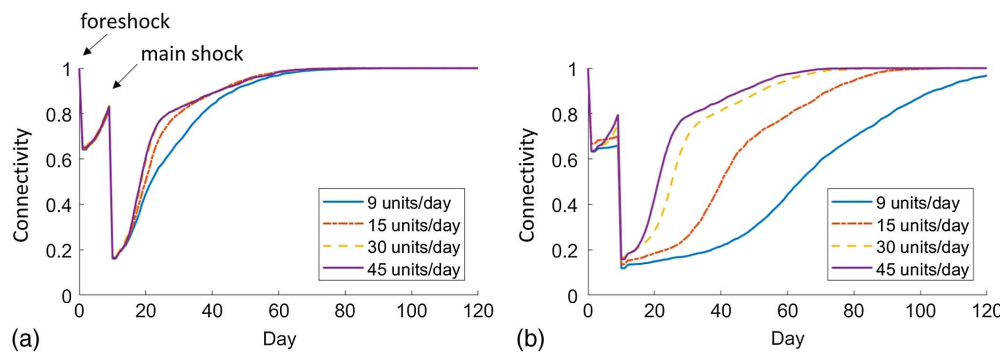 foreshock
main shock
1
0.8
0.6
0.4
0.2
0
Connectivity
9 units/day
15 units/day
30 units/day
45 units/day
0 20 40 60 80 100 120
Day
(a)
1
0.8
0.6
0.4
0.2
0
Connectivity
9 units/day
15 units/day
30 units/day
45 units/day
0 20 40 60 80 100 120
Day
(b)